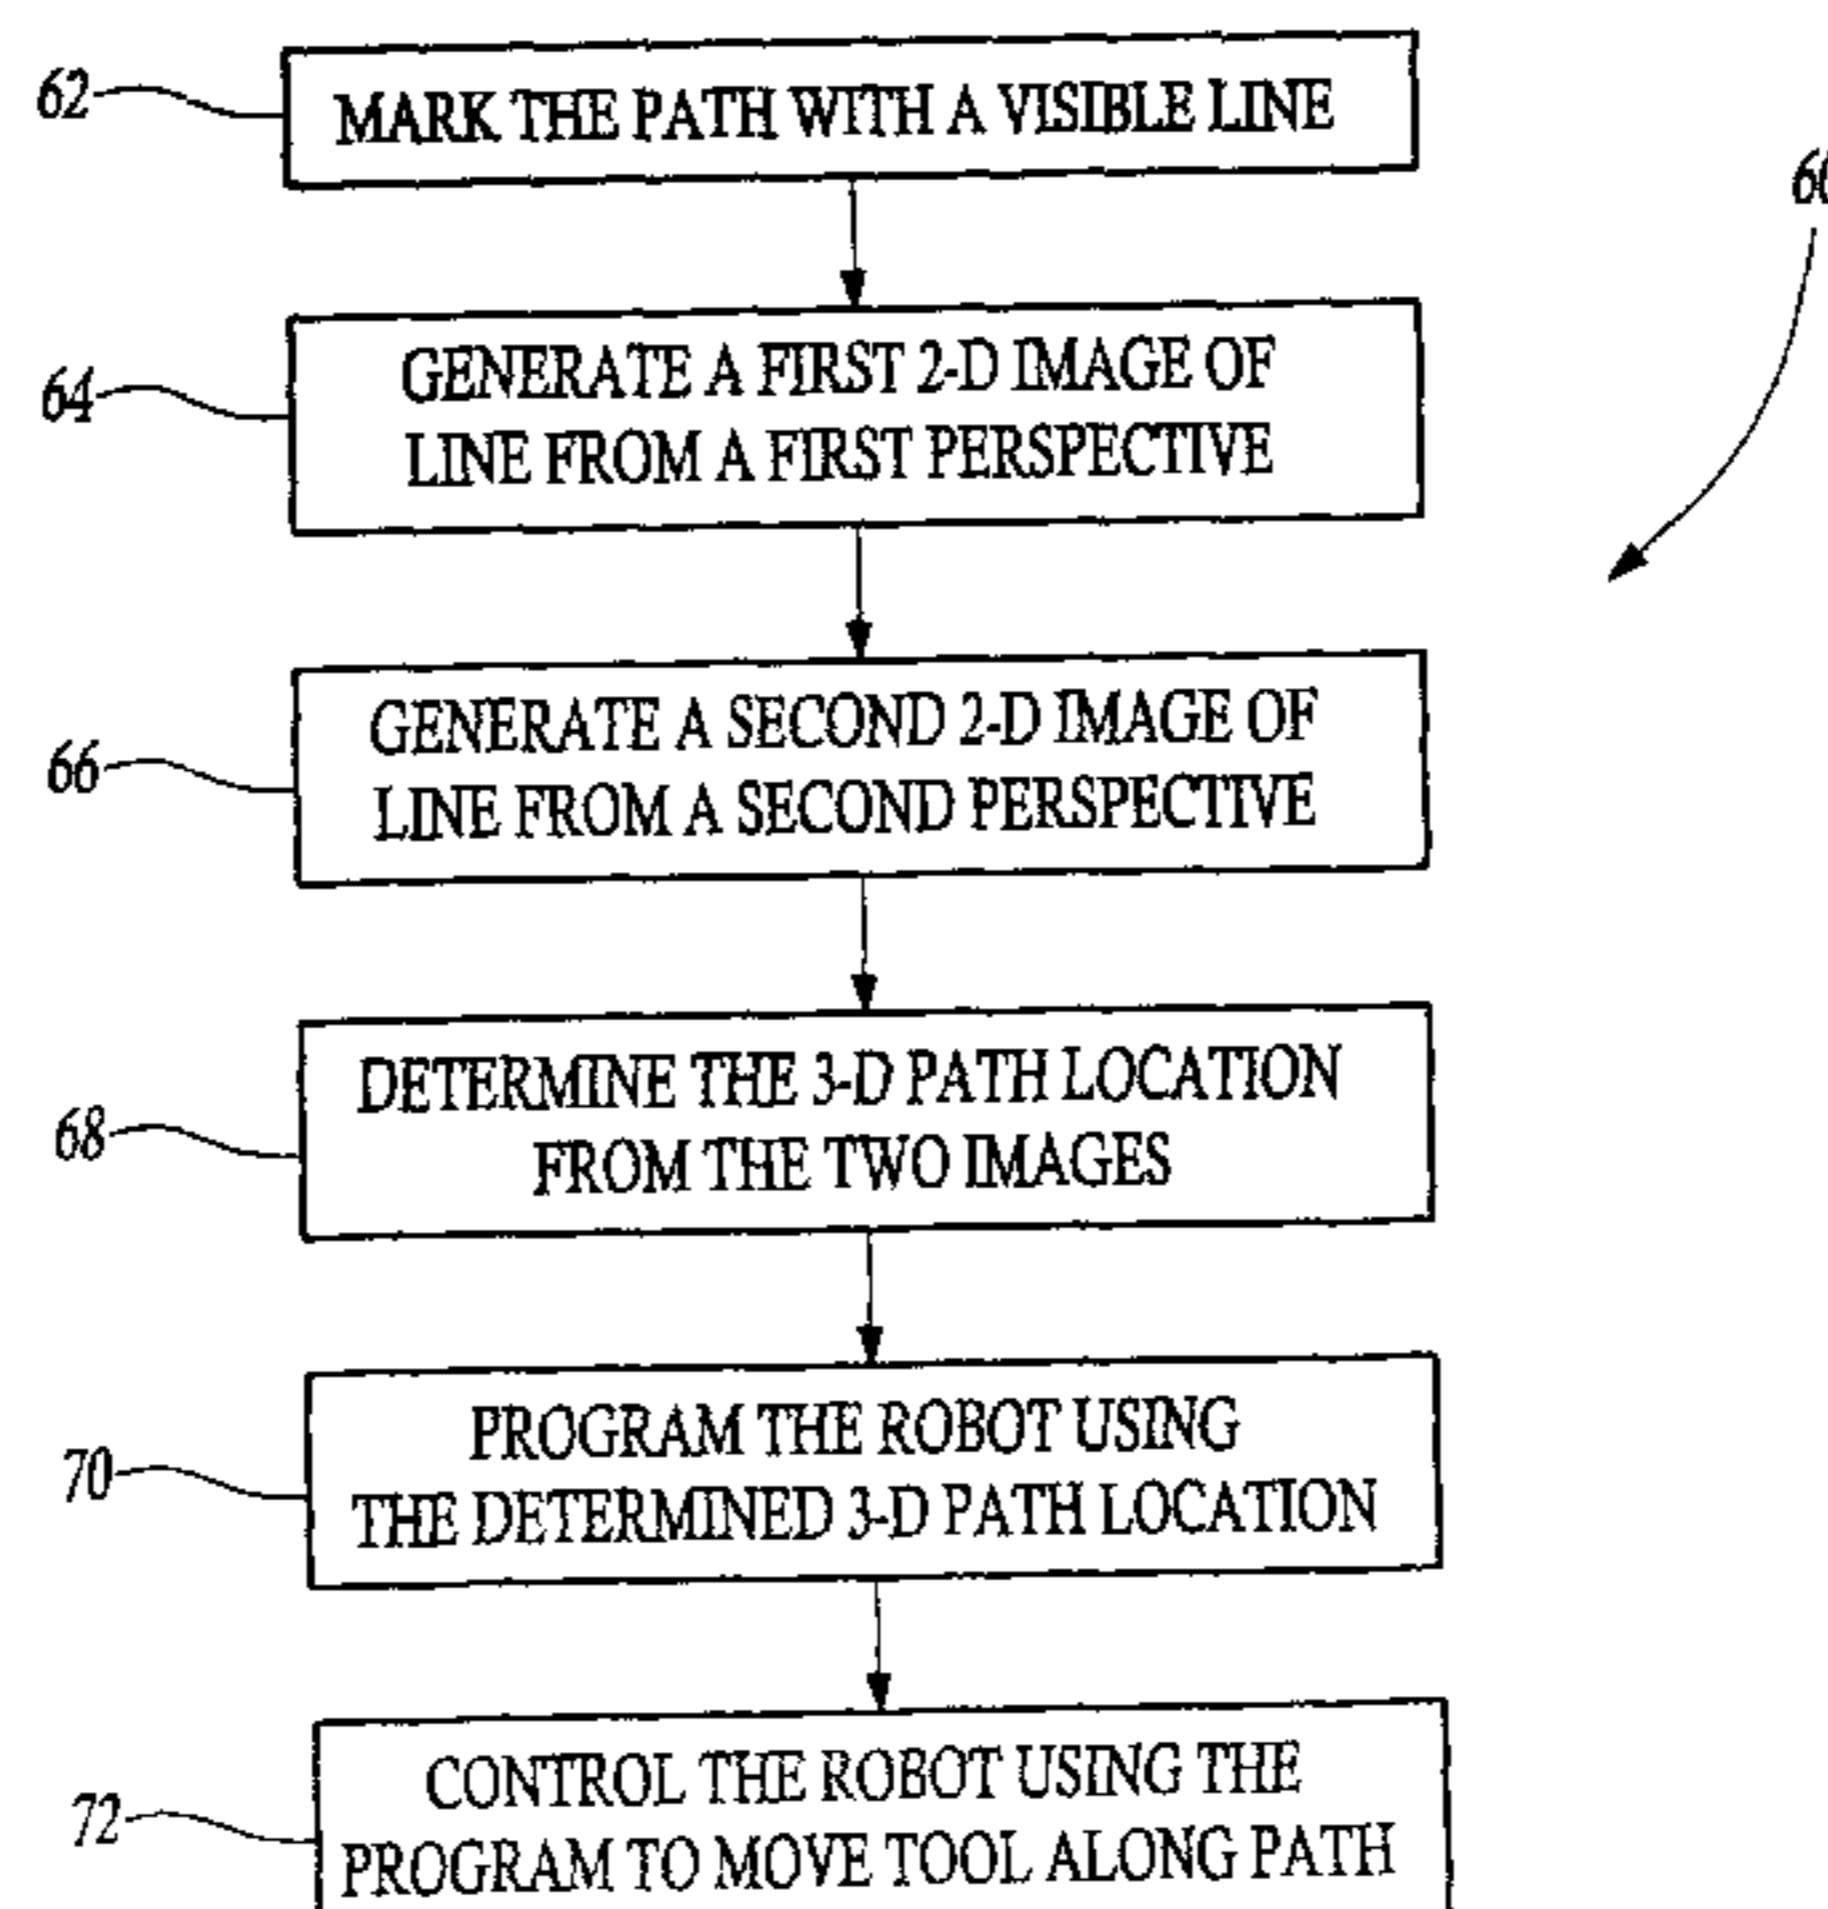 62
MARK THE PATH WITH A VISIBLE LINE
60
64
GENERATE A FIRST 2-D IMAGE OF
LINE FROM A FIRST PERSPECTIVE
66
GENERATE A SECOND 2-D IMAGE OF
LINE FROM A SECOND PERSPECTIVE
68
DETERMINE THE 3-D PATH LOCATION
FROM THE TWO IMAGES
70
PROGRAM THE ROBOT USING
THE DETERMINED 3-D PATH LOCATION
72
CONTROL THE ROBOT USING THE
PROGRAM TO MOVE TOOL ALONG PATH